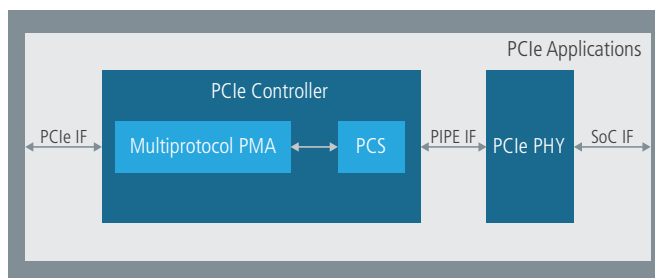 PCIe Applications
PCIe Controller
PCIe IF
Multiprotocol PMA
PCS
PIPE IF
PCIe PHY
SoC IF